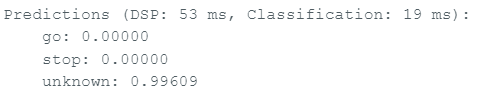 Predictions (DSP: 53 ms, Classification: 19 ms):
go: 0.00000
stop: 0.00000
unknown: 0.99609